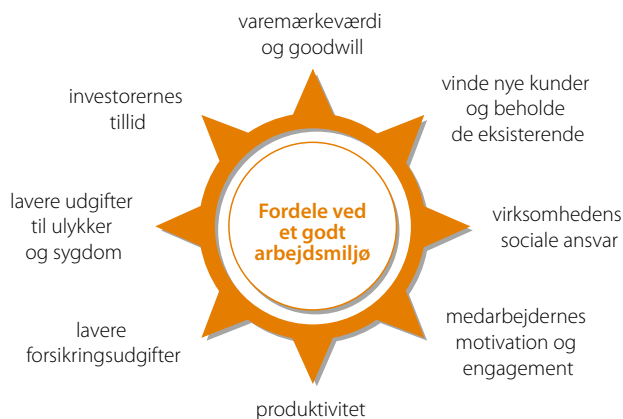 varemærkeværdi
og goodwill
vinde nye kunder
og beholde
de eksisterende
virksomhedens
sociale ansvar
medarbejdernes
motivation og
engagement
produktivitet
lavere
forsikringsudgifter
lavere udgifter
til ulykker
og sygdom
investorernes
tillid
Fordele ved
et godt
arbejdsmiljø